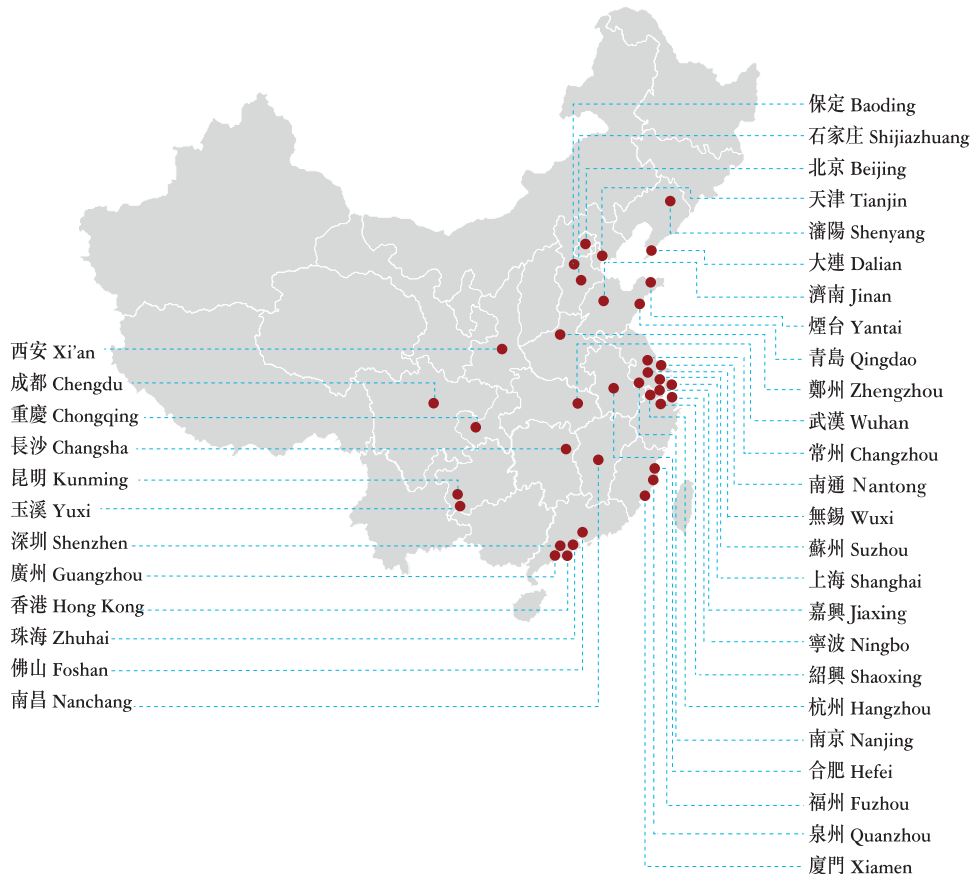 西安 Xi’an
成都 Chengdu
重慶 Chongqing
長沙 Changsha
昆明 Kunming
玉溪 Yuxi
深圳 Shenzhen
廣州 Guangzhou
香港 Hong Kong
珠海 Zhuhai
佛山 Foshan
南昌 Nanchang
保定 Baoding
石家庄 Shijiazhuang
北京 Beijing
天津 Tianjin
瀋陽 Shenyang
大連 Dalian
濟南 Jinan
煙台 Yantai
青島 Qingdao
鄭州 Zhengzhou
武漢 Wuhan
常州 Changzhou
南通 Nantong
無錫 Wuxi
蘇州 Suzhou
上海 Shanghai
嘉興 Jiaxing
寧波 Ningbo
紹興 Shaoxing
杭州 Hangzhou
南京 Nanjing
合肥 Hefei
福州 Fuzhou
泉州 Quanzhou
廈門 Xiamen